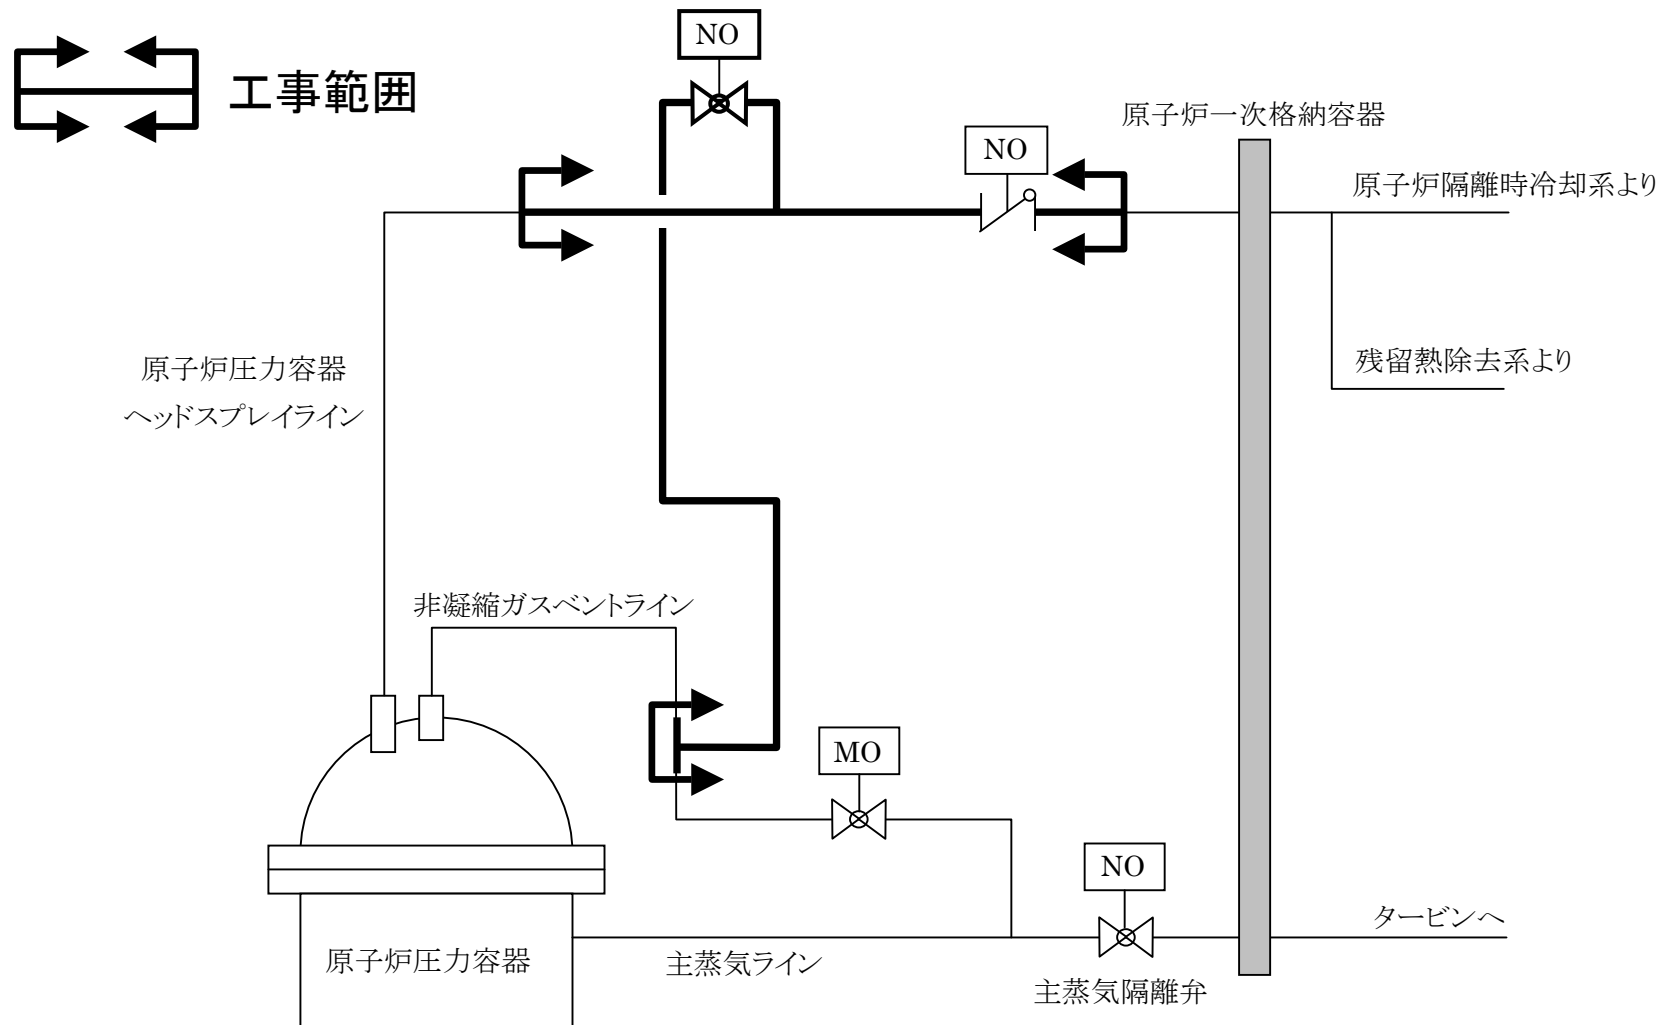 NO
工事範囲
原子炉一次格納容器
NO
原子炉隔離時冷却系より
原子炉圧力容器
ヘッドスプレイライン
残留熱除去系より
非凝縮ガスベントライン
MO
NO
タービンへ
原子炉圧力容器
主蒸気ライン
主蒸気隔離弁